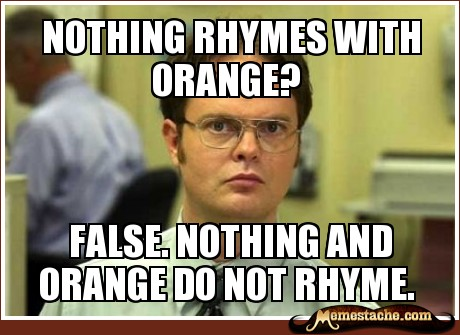 NOTHING RHYMES WITH
ORANGE?
FALSE. NOTHING AND
ORANGE DO NOT RHYME.
Memestache.com